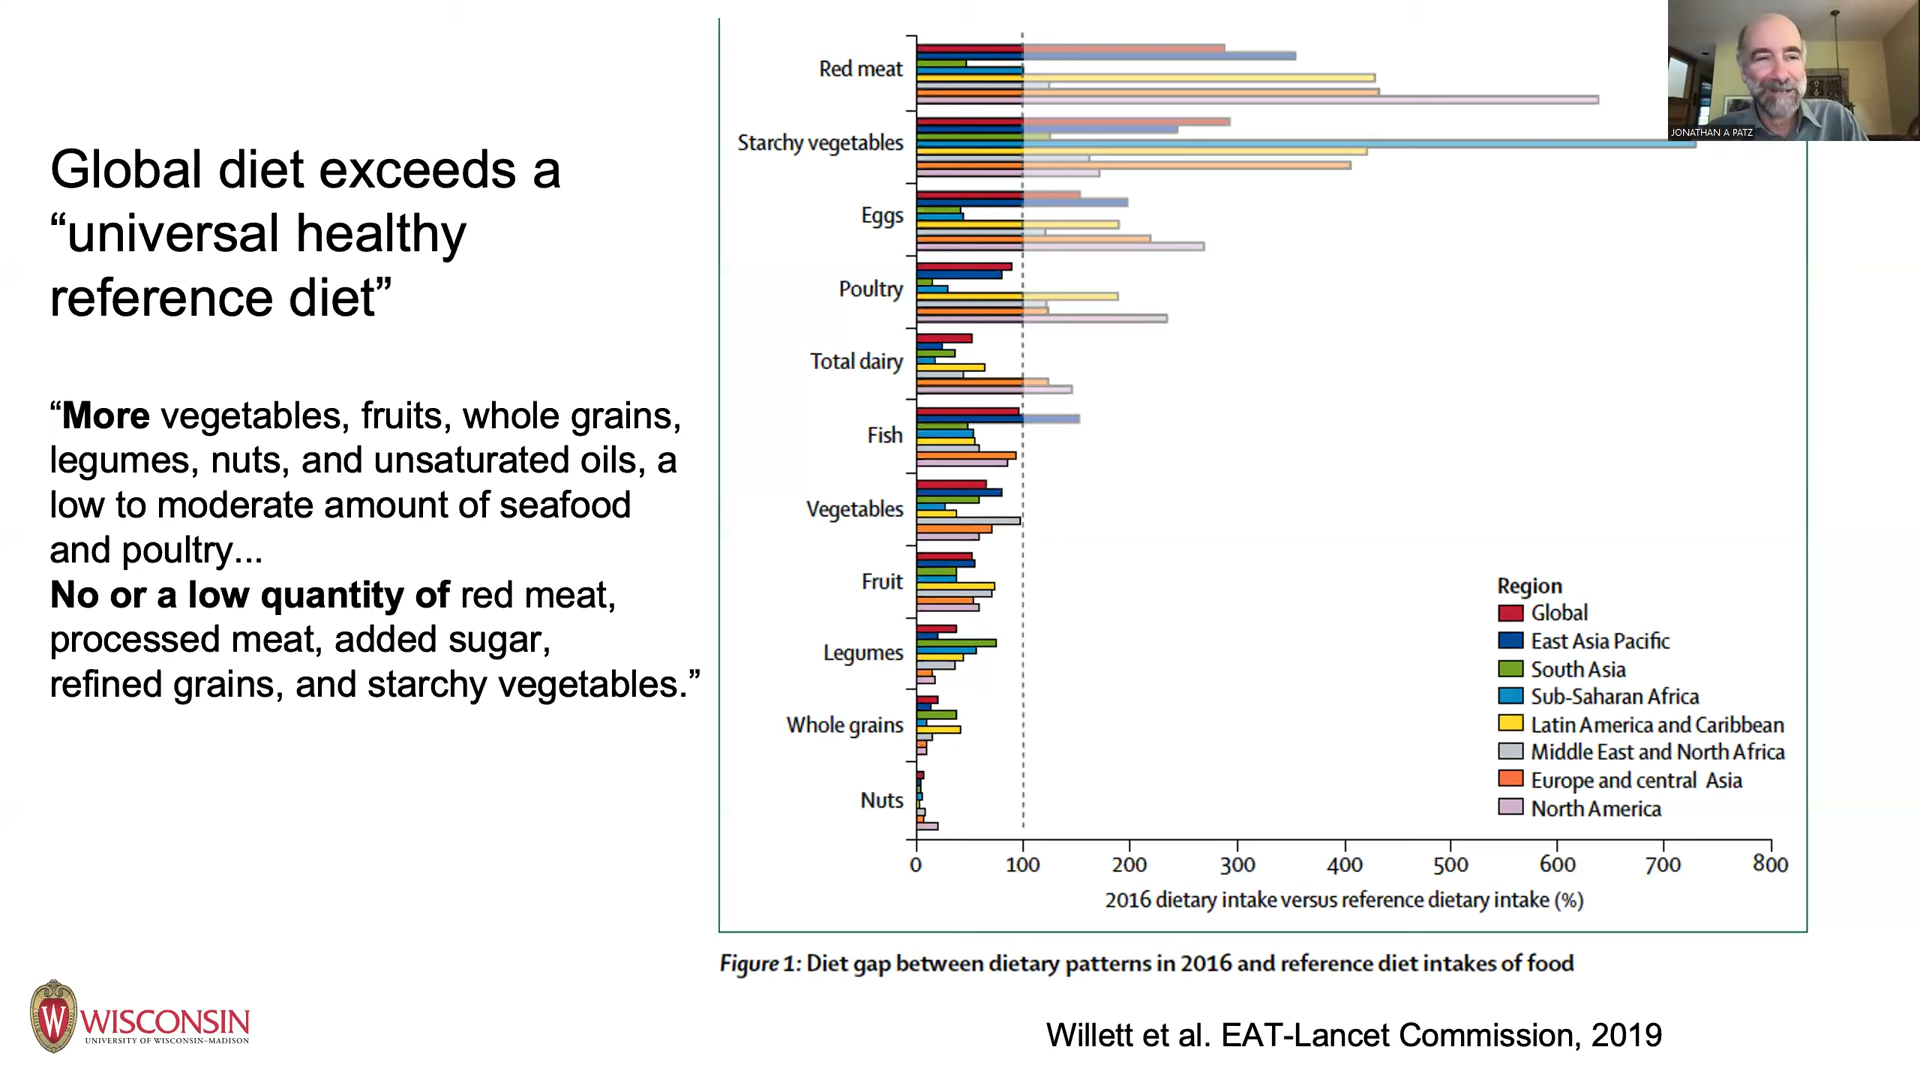 Global diet exceeds a
“universal healthy
reference diet”
“More vegetables, fruits, whole grains,
legumes, nuts, and unsaturated oils, a
low to moderate amount of seafood
and poultry...
No or a low quantity of red meat,
processed meat, added sugar,
refined grains, and starchy vegetables.”
WISCONSIN
UNIVERSITY OF WISCONSIN–MADISON
Red meat
Starchy vegetables
Eggs
Poultry
Total dairy
Fish
Vegetables
Fruit
Legumes
Whole grains
Nuts
0 100 200 300 400 500 600 700 800
2016 dietary intake versus reference dietary intake (%)
Region
Global
East Asia Pacific
South Asia
Sub-Saharan Africa
Latin America and Caribbean
Middle East and North Africa
Europe and central Asia
North America
Figure 1: Diet gap between dietary patterns in 2016 and reference diet intakes of food
Willett et al. EAT-Lancet Commission, 2019
JONATHAN A PATZ
W